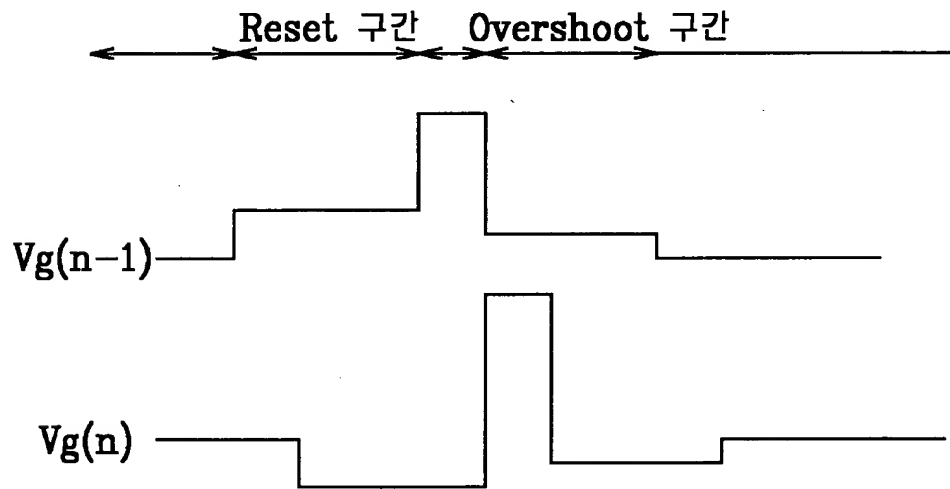 Reset 구간 Overshoot 구간
Vg(n-1)
Vg(n)